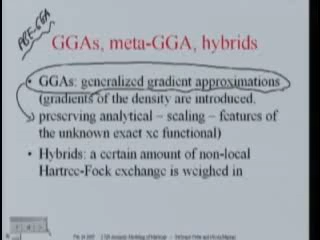 PBE-GGA
GGAs, meta-GGA, hybrids
• GGAs: generalized gradient approximations
(gradients of the density are introduced,
preserving analytical – scaling – features of
the unknown exact xc functional)
• Hybrids: a certain amount of non-local
Hartree-Fock exchange is weighed in